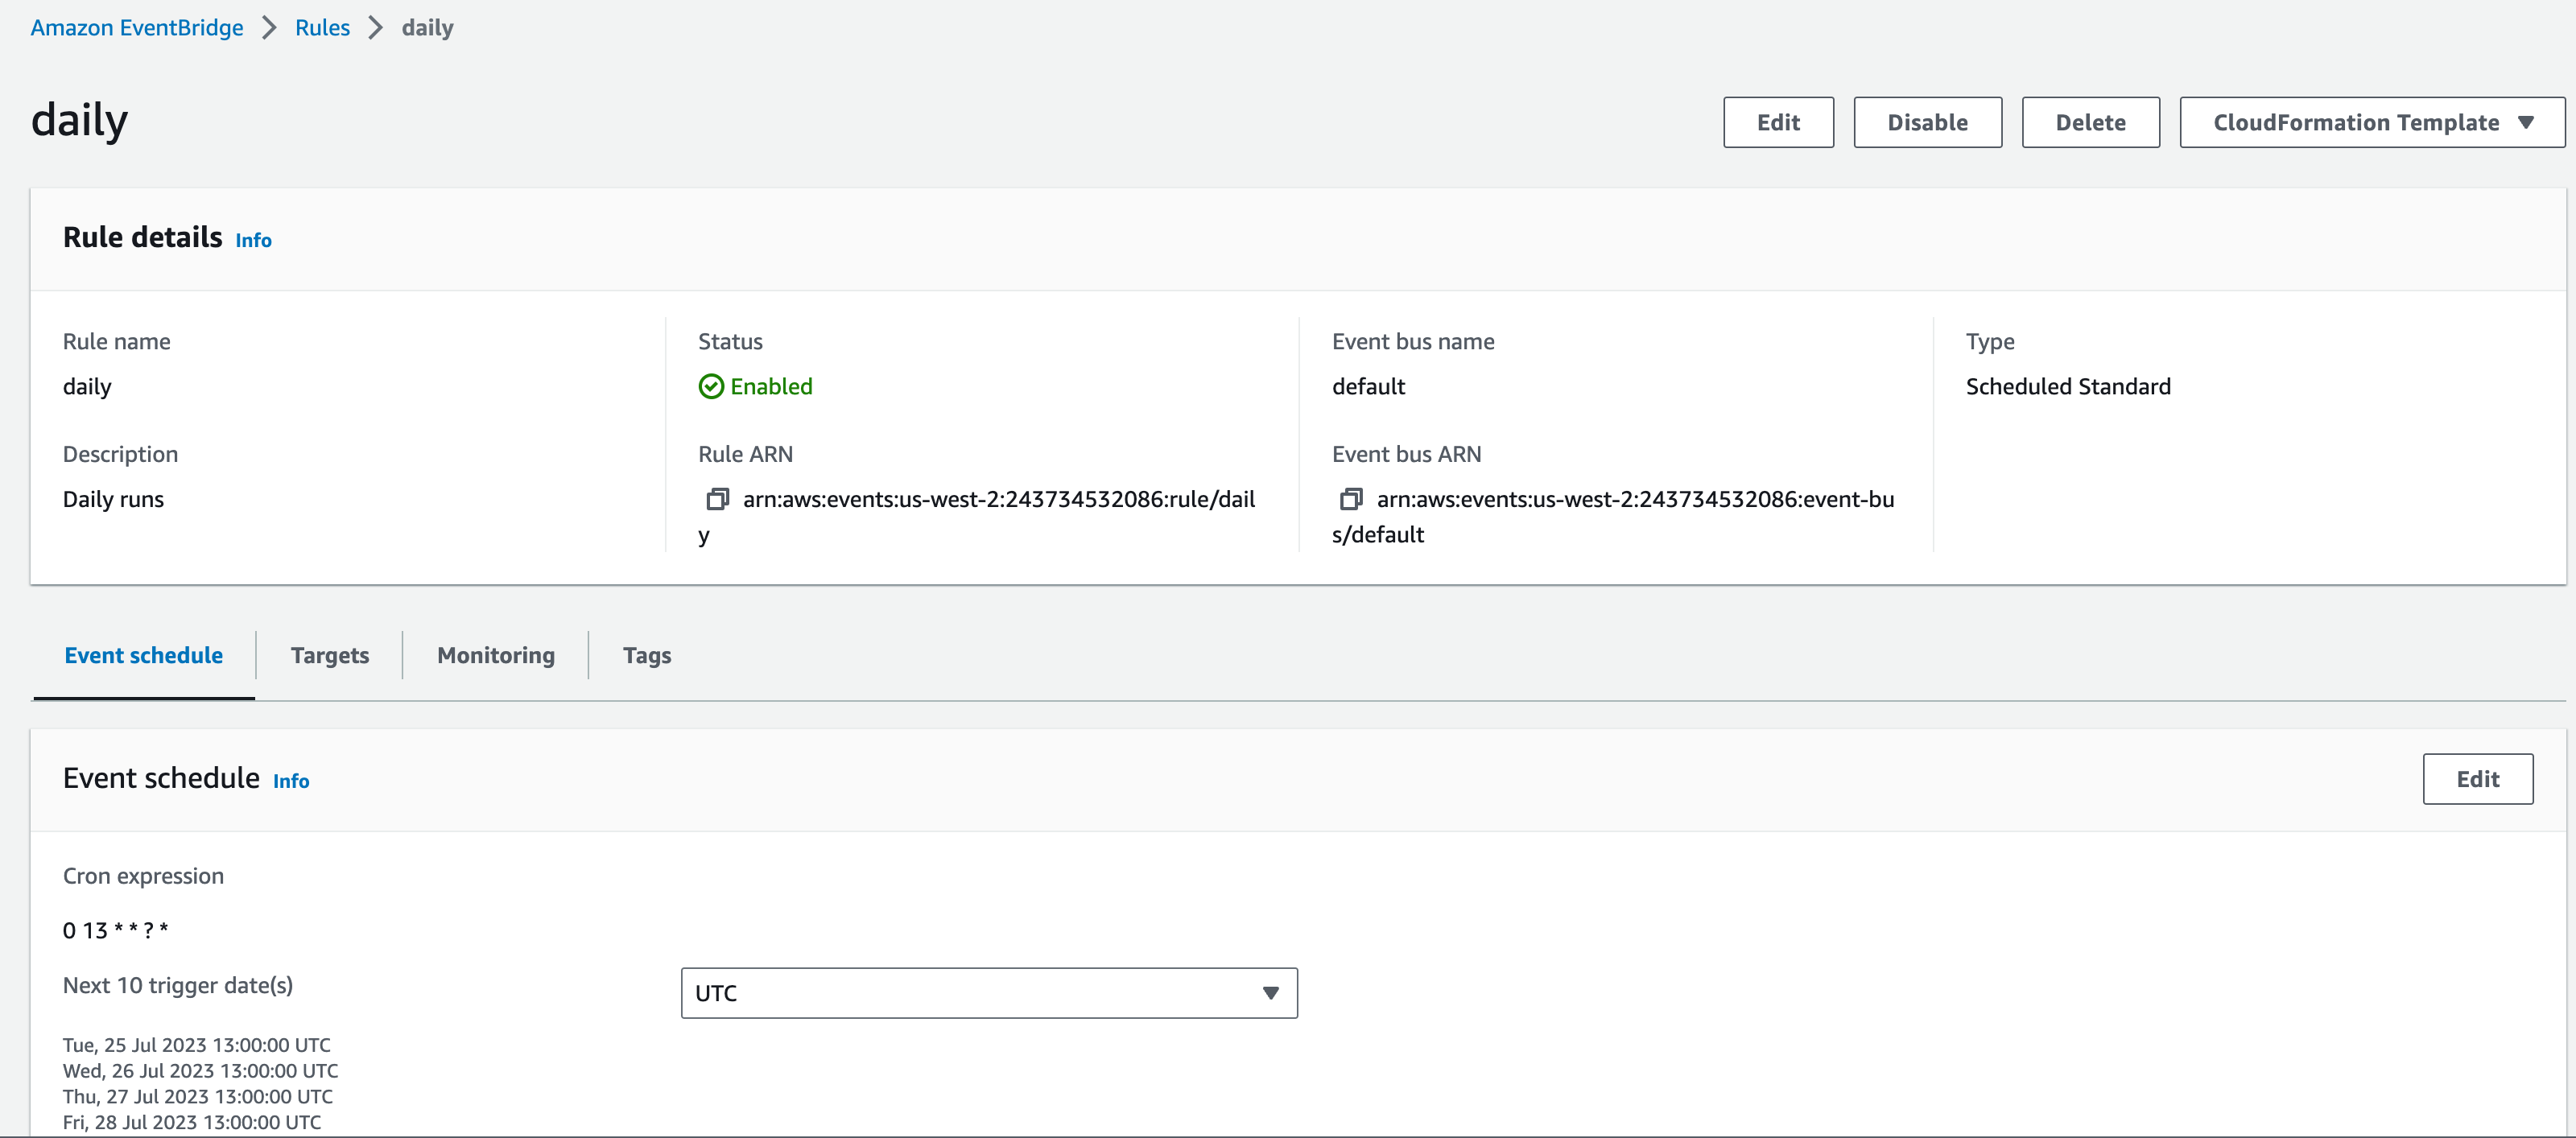 Amazon EventBridge > Rules > daily
daily
Edit
Disable
Delete
CloudFormation Template
Rule details Info
Rule name
daily
Description
Daily runs
Status
Enabled
Rule ARN
arn:aws:events:us-west-2:243734532086:rule/dail
y
Event bus name
default
Event bus ARN
arn:aws:events:us-west-2:243734532086:event-bu
s/default
Type
Scheduled Standard
Event schedule
Targets
Monitoring
Tags
Event schedule Info
Edit
Cron expression
0 13 * * ? *
Next 10 trigger date(s)
UTC
Tue, 25 Jul 2023 13:00:00 UTC
Wed, 26 Jul 2023 13:00:00 UTC
Thu, 27 Jul 2023 13:00:00 UTC
Fri, 28 Jul 2023 13:00:00 UTC